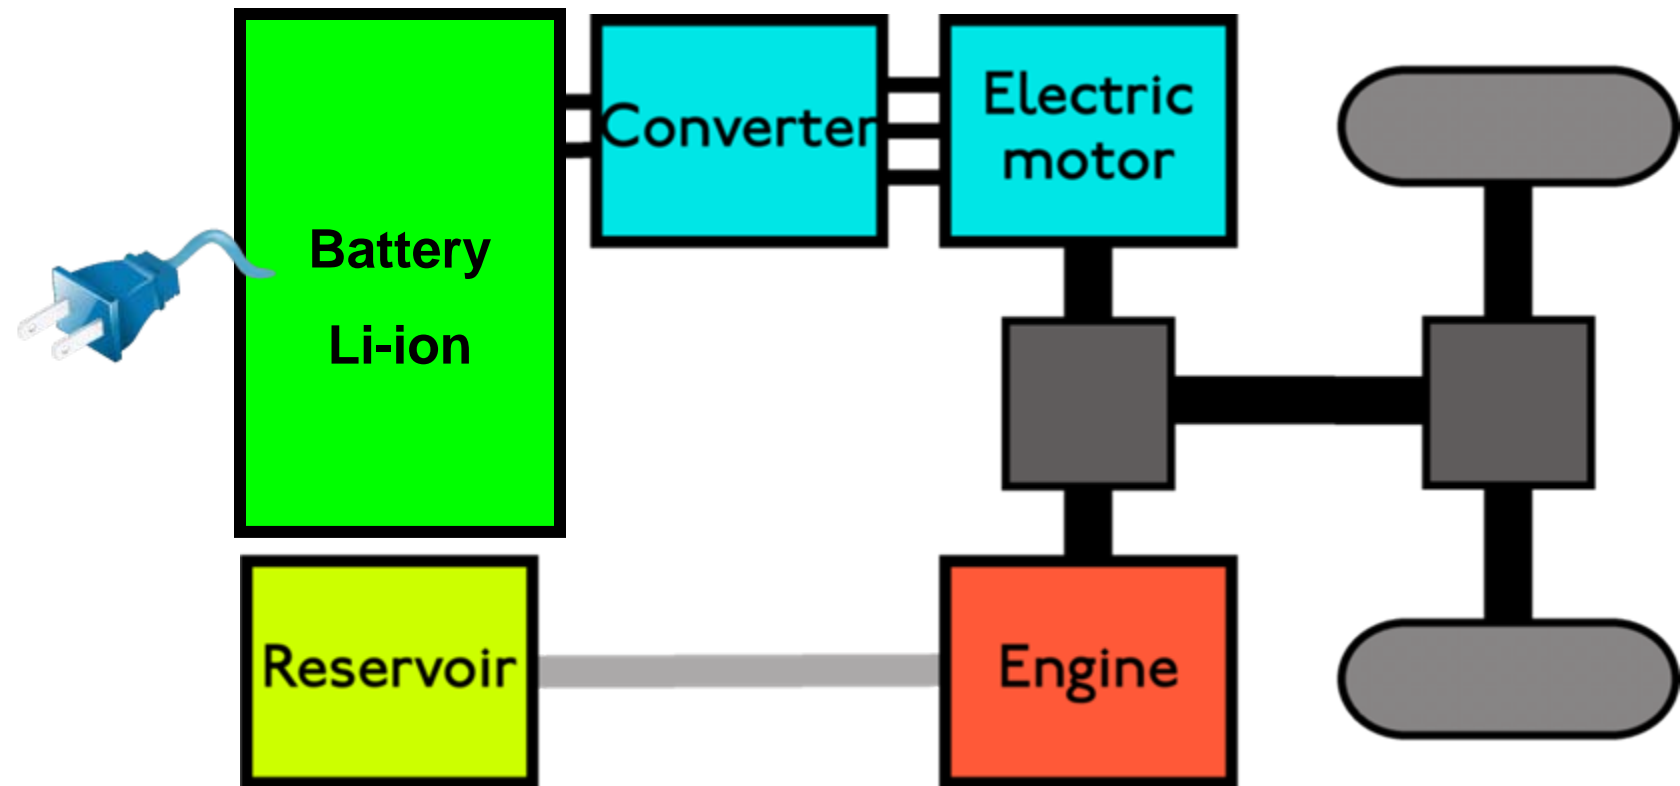 Battery
Li-ion
Converter
Electric
motor
Reservoir
Engine